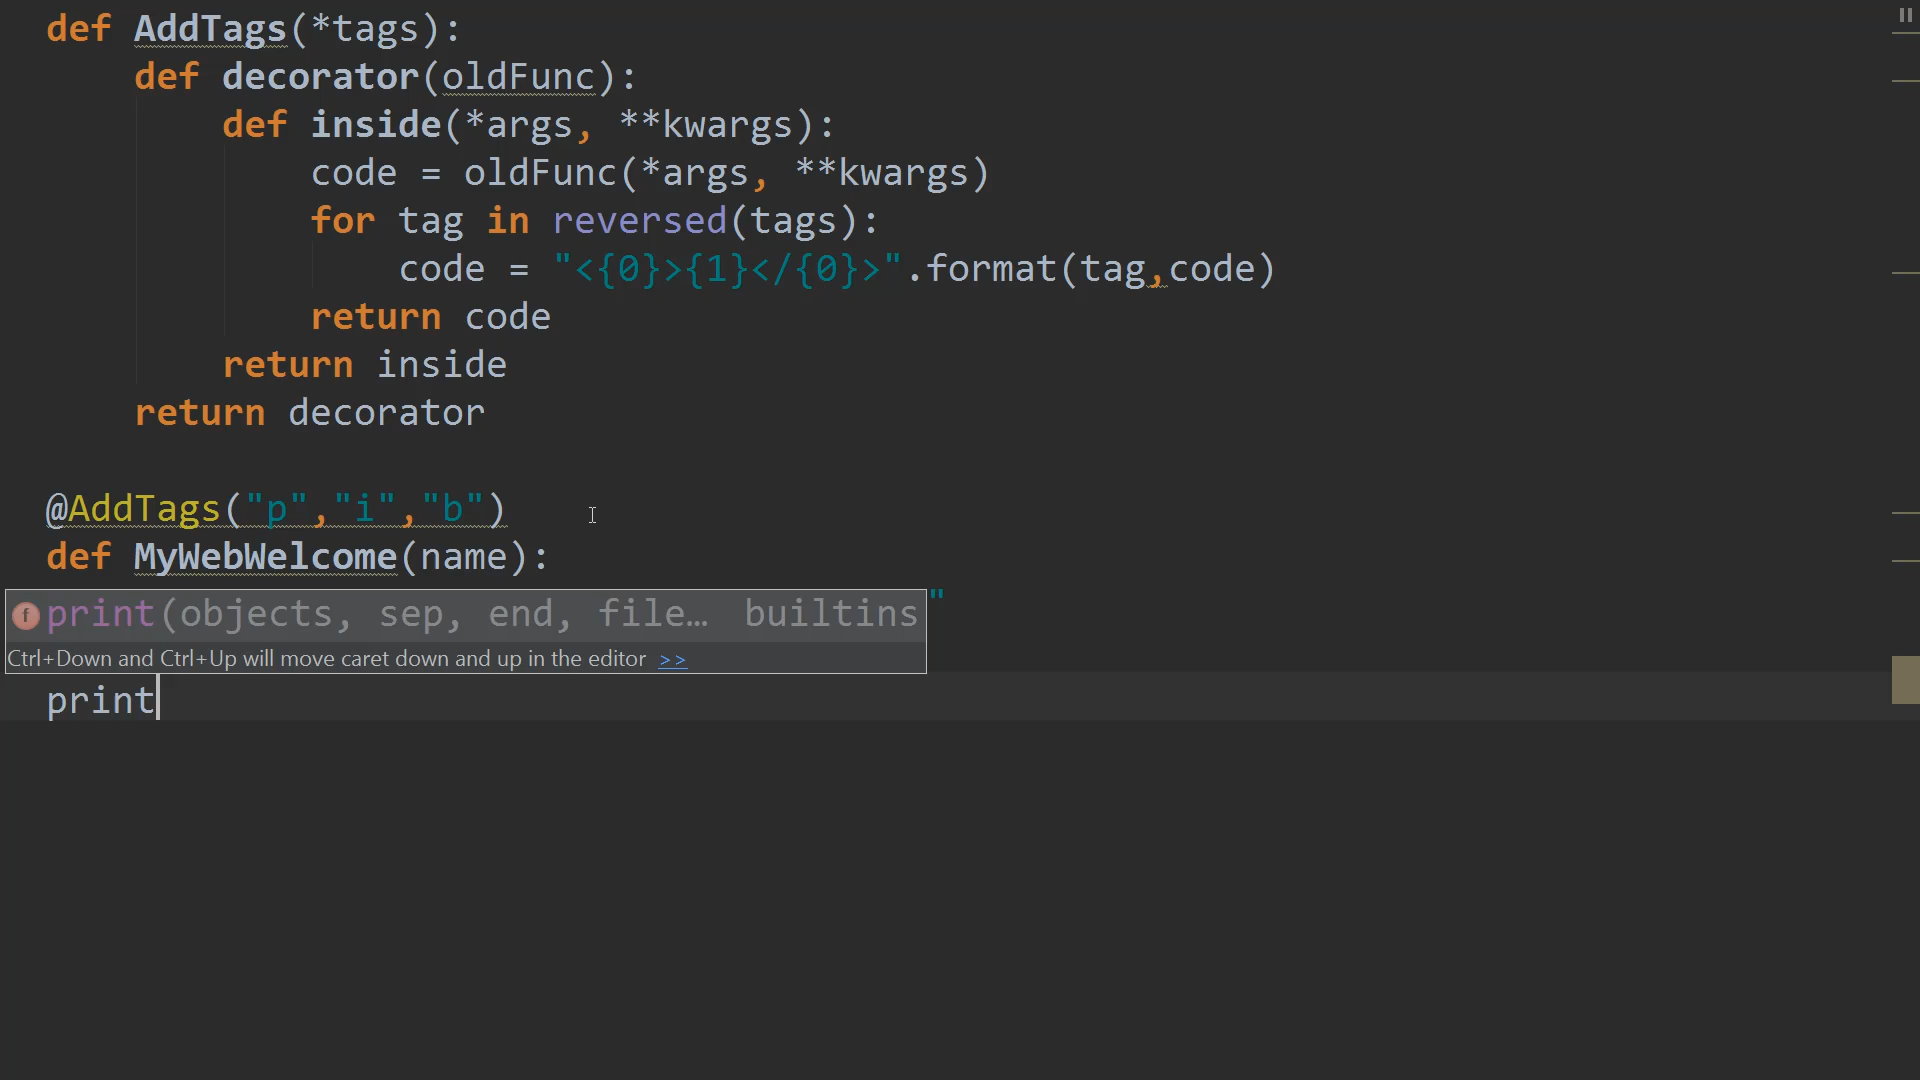 def AddTags(*tags):
    def decorator(oldFunc):
        def inside(*args, **kwargs):
            code = oldFunc(*args, **kwargs)
            for tag in reversed(tags):
                code = "<{0}>{1}</{0}>".format(tag,code)
            return code
        return inside
    return decorator
@AddTags("p","i","b")
def MyWebWelcome(name):
"
print(objects, sep, end, file… builtins
Ctrl+Down and Ctrl+Up will move caret down and up in the editor >>
print